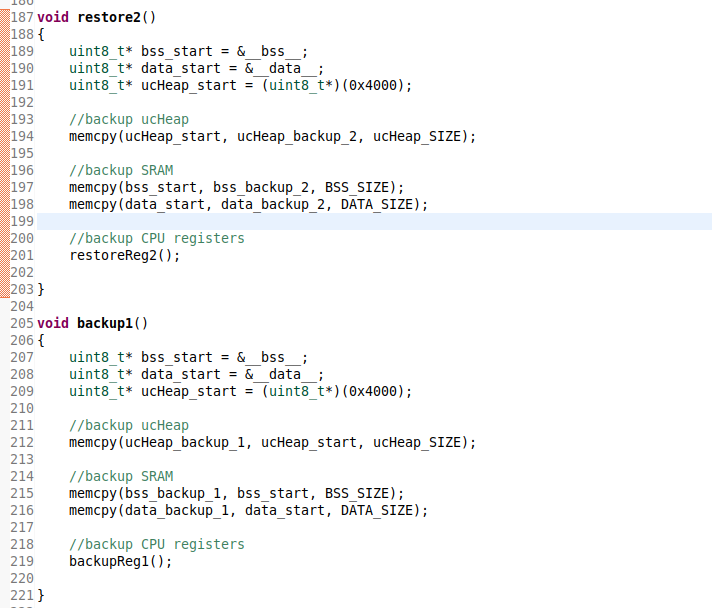 187 void restore2()
188 {
189     uint8_t* bss_start = &__bss__;
190     uint8_t* data_start = &__data__;
191     uint8_t* ucHeap_start = (uint8_t*)(0x4000);
192
193     //backup ucHeap
194     memcpy(ucHeap_start, ucHeap_backup_2, ucHeap_SIZE);
195
196     //backup SRAM
197     memcpy(bss_start, bss_backup_2, BSS_SIZE);
198     memcpy(data_start, data_backup_2, DATA_SIZE);
199
200     //backup CPU registers
201     restoreReg2();
202
203 }
204
205 void backup1()
206 {
207     uint8_t* bss_start = &__bss__;
208     uint8_t* data_start = &__data__;
209     uint8_t* ucHeap_start = (uint8_t*)(0x4000);
210
211     //backup ucHeap
212     memcpy(ucHeap_backup_1, ucHeap_start, ucHeap_SIZE);
213
214     //backup SRAM
215     memcpy(bss_backup_1, bss_start, BSS_SIZE);
216     memcpy(data_backup_1, data_start, DATA_SIZE);
217
218     //backup CPU registers
219     backupReg1();
220
221 }